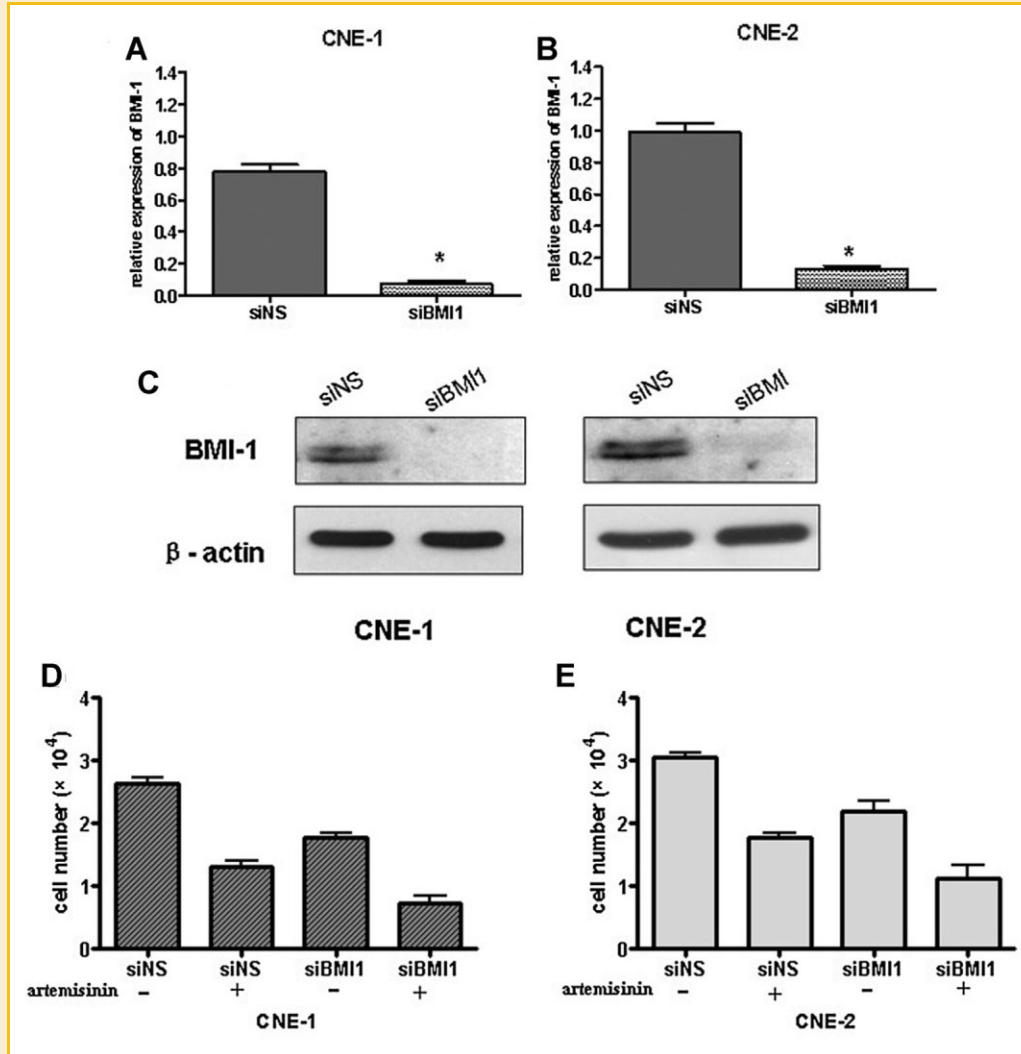 A
CNE-1
relative expression of BMI-1
1.4
1.2
1.0
0.8
0.6
0.4
0.2
0.0
*
siNS siBMI1
B
CNE-2
relative expression of BMI-1
1.4
1.2
1.0
0.8
0.6
0.4
0.2
0.0
*
siNS siBMI1
C
siNS siBMI1 siNS siBMI
BMI-1
β - actin
CNE-1 CNE-2
D
cell number (× 10⁴)
4
3
2
1
0
siNS siNS siBMI1 siBMI1
artemisinin − + − +
CNE-1
E
cell number (× 10⁴)
4
3
2
1
0
siNS siNS siBMI1 siBMI1
artemisinin − + − +
CNE-2